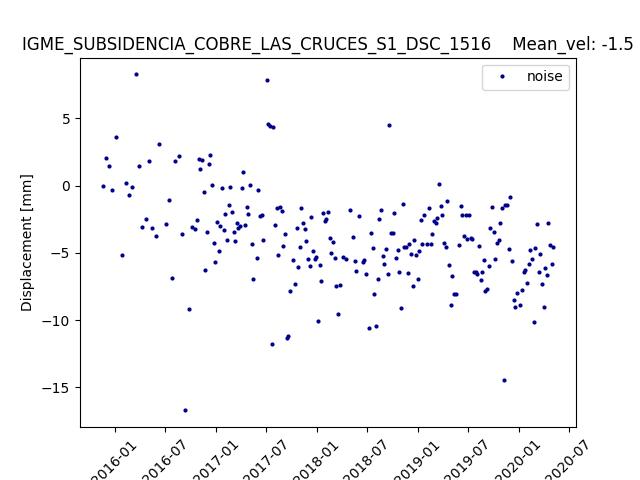 IGME_SUBSIDENCIA_COBRE_LAS_CRUCES_S1_DSC_1516 Mean_vel: -1.5
noise
Displacement [mm]
5
0
−5
−10
−15
2016-01 2016-07 2017-01 2017-07 2018-01 2018-07 2019-01 2019-07 2020-01 2020-07